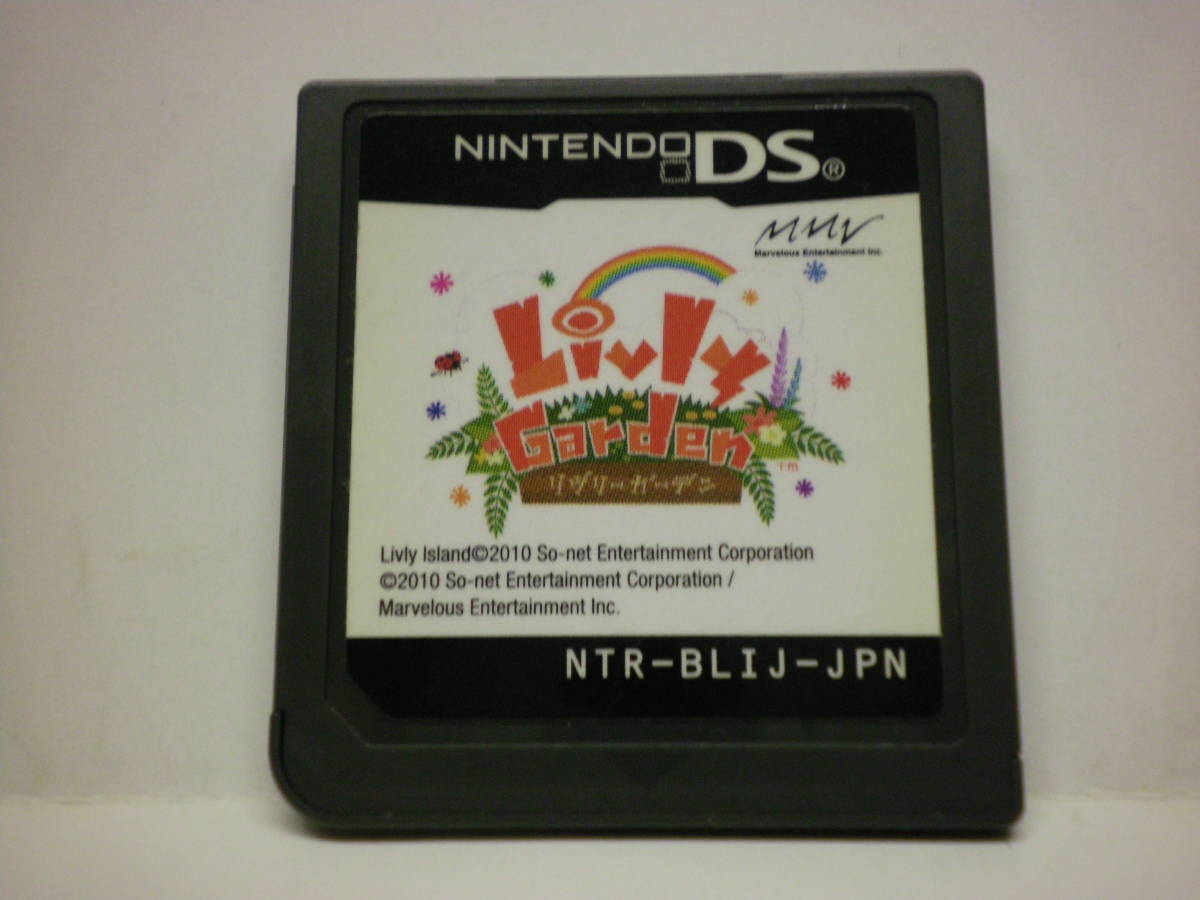 NINTENDO DS®
MMV
Marvelous Entertainment Inc.
Livly
Garden
TM
リヴリーガーデン
Livly Island©2010 So-net Entertainment Corporation
©2010 So-net Entertainment Corporation /
Marvelous Entertainment Inc.
NTR-BLIJ-JPN